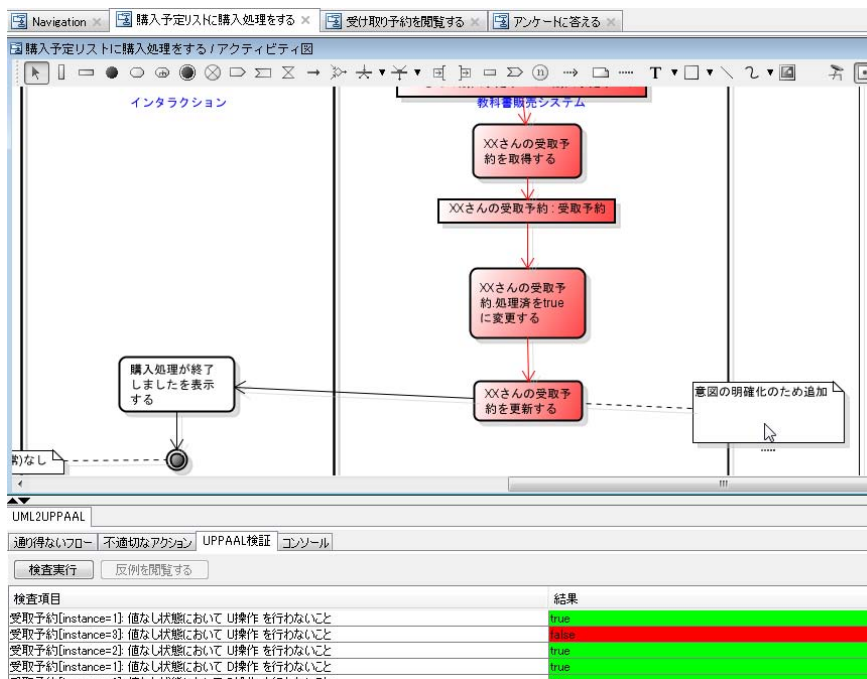 Navigation
購入予定リストに購入処理をする
受け取り予約を閲覧する
アンケートに答える
購入予定リストに購入処理をする / アクティビティ図
インタラクション
教科書販売システム
XXさんの受取予
約を取得する
XXさんの受取予約 : 受取予約
XXさんの受取予
約.処理済をtrue
に変更する
購入処理が終了
しましたを表示
する
XXさんの受取予
約を更新する
意図の明確化のため追加
常)なし
UML2UPPAAL
通り得ないフロー
不適切なアクション
UPPAAL検証
コンソール
検査実行
反例を閲覧する
検査項目
結果
受取予約[instance=1]: 値なし状態において U操作 を行わないこと
true
受取予約[instance=3]: 値なし状態において U操作 を行わないこと
false
受取予約[instance=2]: 値なし状態において U操作 を行わないこと
true
受取予約[instance=1]: 値なし状態において D操作 を行わないこと
true